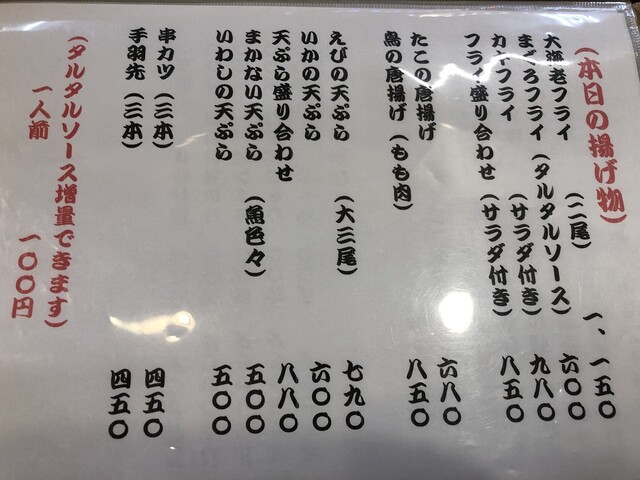 (本日の揚げ物)
大海老フライ (二尾) 一、一五〇
まぐろフライ (タルタルソース) 六〇〇
カキフライ (サラダ付き) 九八〇
フライ盛り合わせ (サラダ付き) 八五〇
たこの唐揚げ 六八〇
鳥の唐揚げ (もも肉) 八五〇
えびの天ぷら (大三尾) 七九〇
いかの天ぷら 六〇〇
天ぷら盛り合わせ 八八〇
まかない天ぷら (魚色々) 五〇〇
いわしの天ぷら 五〇〇
串カツ (三本) 四五〇
手羽先 (三本) 四五〇
(タルタルソース増量できます)
一人前 一〇〇円